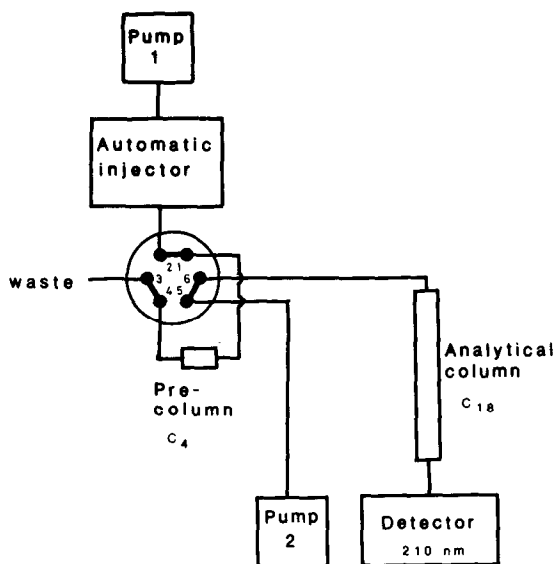 Pump
1
Automatic
injector
2 1
waste
3 6
4 5
Pre-
column
C4
Analytical
column
C18
Pump
2
Detector
210 nm